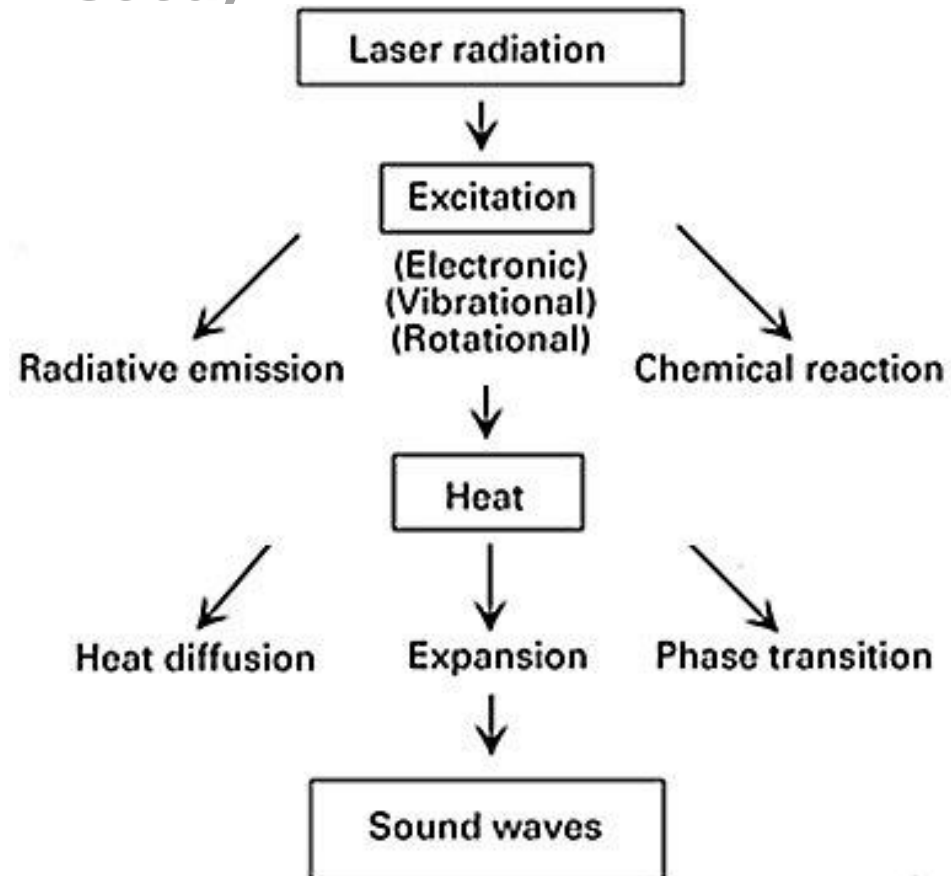 Laser radiation
Excitation
(Electronic)
(Vibrational)
(Rotational)
Radiative emission
Chemical reaction
Heat
Heat diffusion
Expansion
Phase transition
Sound waves